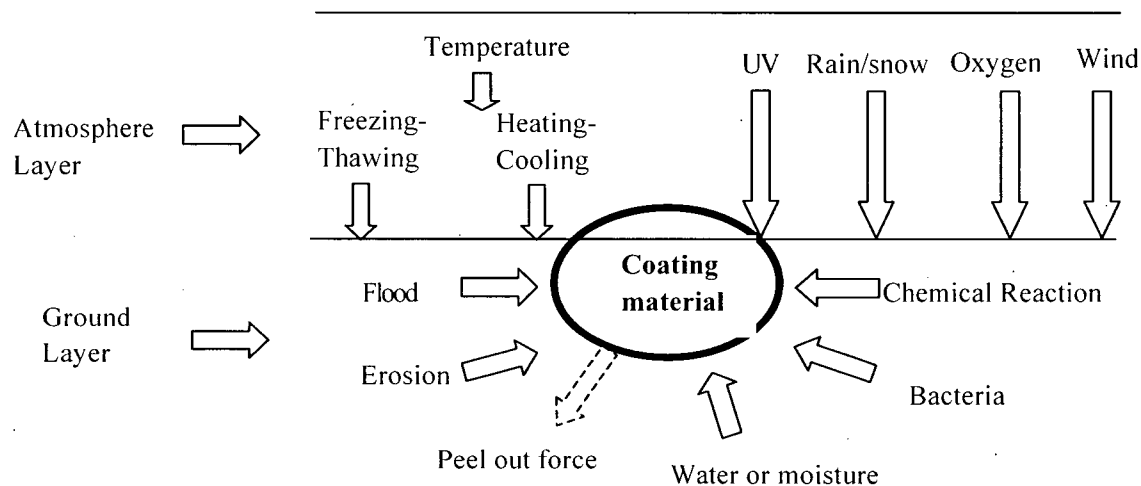 Temperature
UV Rain/snow Oxygen Wind
Atmosphere
Layer
Freezing-
Thawing
Heating-
Cooling
Coating
material
Flood
Chemical Reaction
Ground
Layer
Erosion
Bacteria
Peel out force
Water or moisture